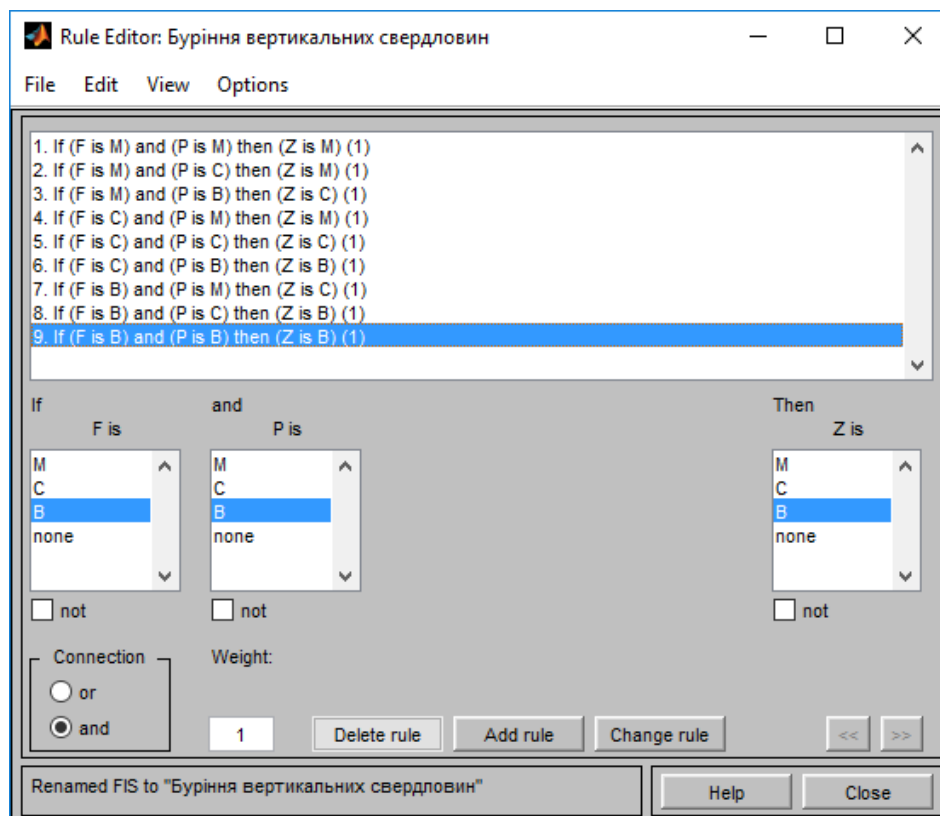 Rule Editor: Буріння вертикальних свердловин
File Edit View Options
1. If (F is M) and (P is M) then (Z is M) (1)
2. If (F is M) and (P is C) then (Z is M) (1)
3. If (F is M) and (P is B) then (Z is C) (1)
4. If (F is C) and (P is M) then (Z is M) (1)
5. If (F is C) and (P is C) then (Z is C) (1)
6. If (F is C) and (P is B) then (Z is B) (1)
7. If (F is B) and (P is M) then (Z is C) (1)
8. If (F is B) and (P is C) then (Z is B) (1)
9. If (F is B) and (P is B) then (Z is B) (1)
If and Then
F is P is Z is
M M M
C C C
B B B
none none none
not not not
Connection Weight:
or
and 1 Delete rule Add rule Change rule << >>
Renamed FIS to "Буріння вертикальних свердловин" Help Close